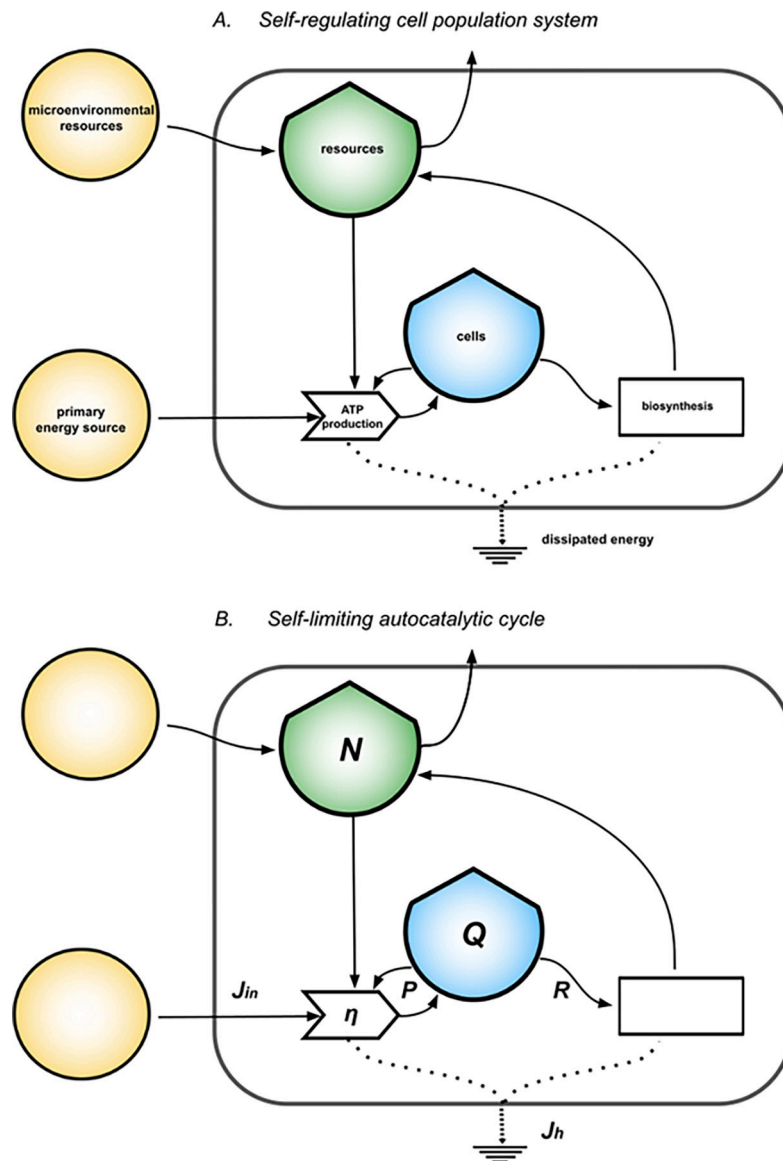 A. Self-regulating cell population system
microenvironmental
resources
resources
cells
primary
energy source
ATP
production
biosynthesis
dissipated energy
B. Self-limiting autocatalytic cycle
N
Q
Jin
P
R
η
Jh